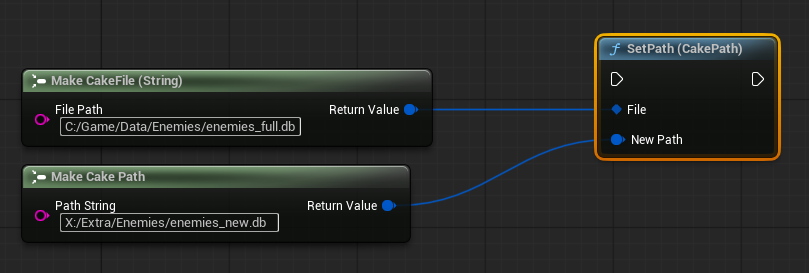 Make CakeFile (String)
File Path
Return Value
C:/Game/Data/Enemies/enemies_full.db
Make Cake Path
Path String
Return Value
X:/Extra/Enemies/enemies_new.db
f SetPath (CakePath)
File
New Path